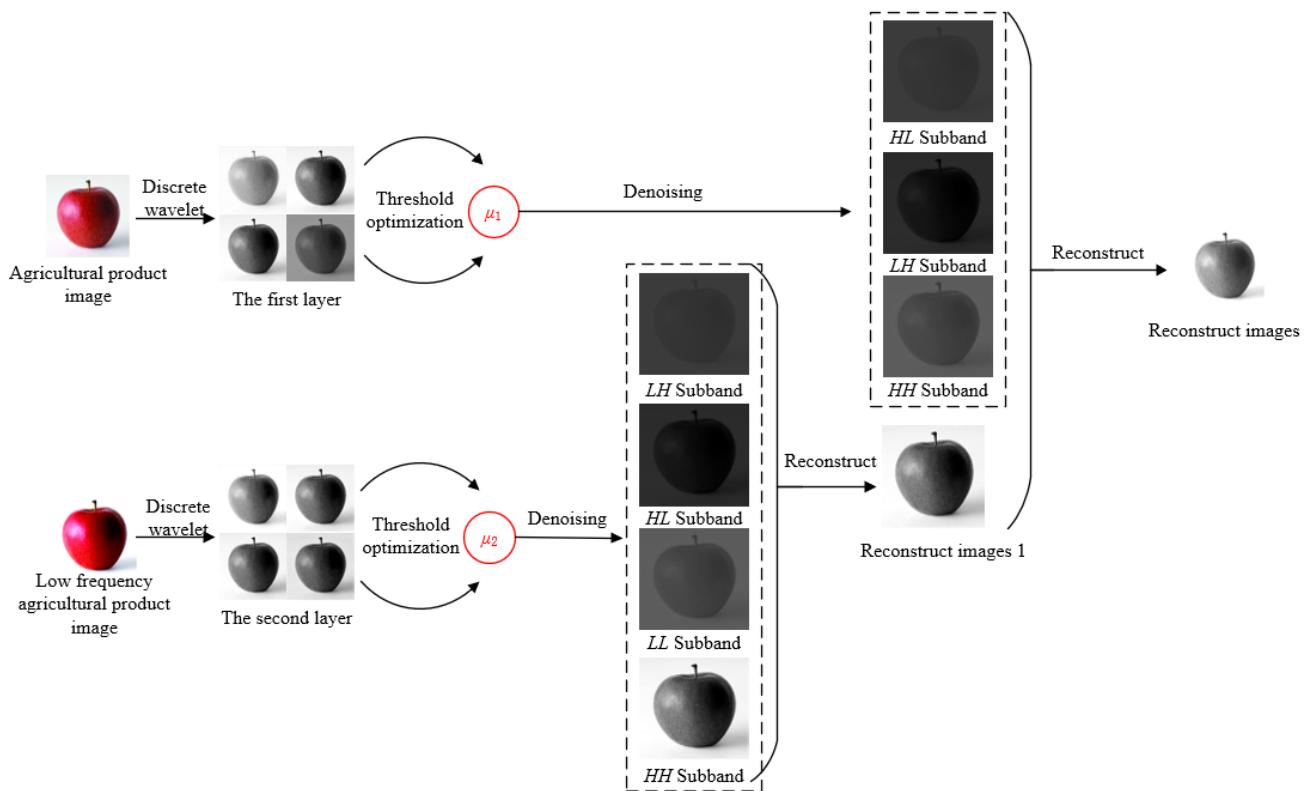 HL Subband
Discrete
wavelet
Threshold
optimization
μ₁
Denoising
LH Subband
Reconstruct
Agricultural product
image
The first layer
HH Subband
Reconstruct images
LH Subband
HL Subband
Reconstruct
Reconstruct images 1
Discrete
wavelet
Threshold
optimization
μ₂
Denoising
Low frequency
agricultural product
image
The second layer
LL Subband
HH Subband